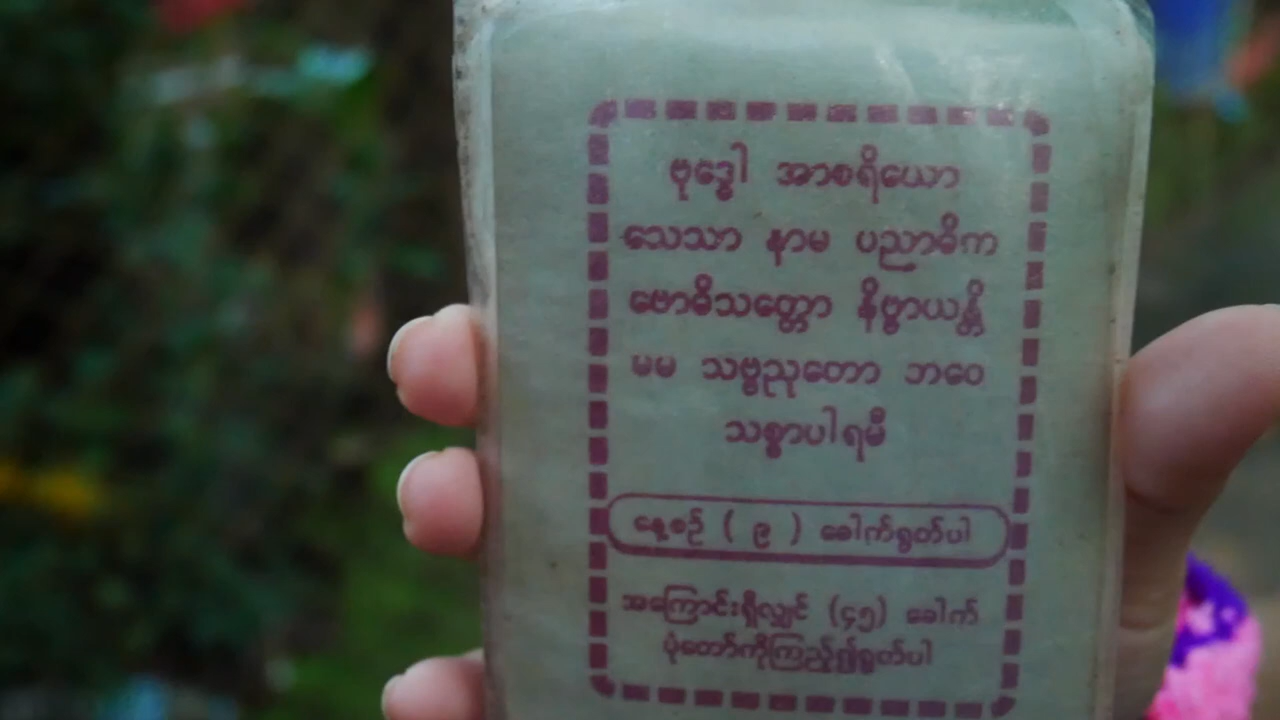 ဗုဒ္ဓေါ အာစရိယော
သေသာ နာမ ပညာဓိက
ဗောဓိသတ္တော နိဗ္ဗာယန္တိ
မမ သဗ္ဗညုတော ဘဝေ
သစ္စာပါရမီ
နေ့စဉ် ( ၉ ) ခေါက်ရွတ်ပါ
အကြောင်းရှိလျှင် (၄၅) ခေါက်
ပုံတော်ကိုကြည့်၍ရွတ်ပါ